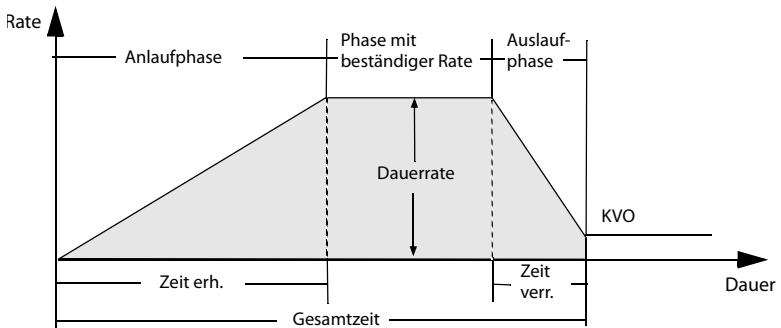 Rate
Anlaufphase
Phase mit
beständiger Rate
Auslauf-
phase
Dauerrate
KVO
Zeit erh.
Zeit
verr.
Dauer
Gesamtzeit